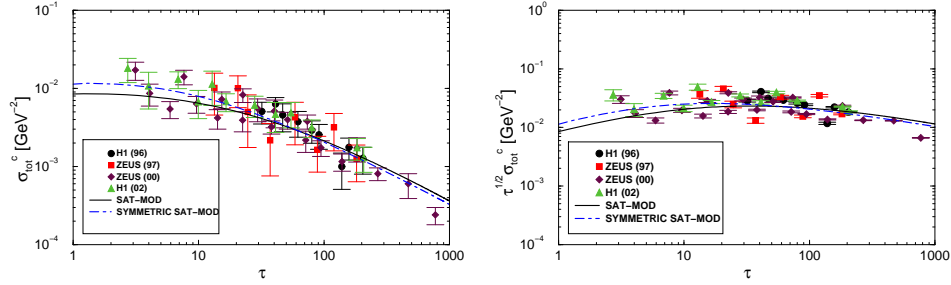 10⁻¹
10⁻²
10⁻³
10⁻⁴
σ_tot^c [GeV⁻²]
H1 (96)
ZEUS (97)
ZEUS (00)
H1 (02)
SAT−MOD
SYMMETRIC SAT−MOD
1 10 100 1000
τ
10⁰
10⁻¹
10⁻²
10⁻³
10⁻⁴
τ^1/2 σ_tot^c [GeV⁻²]
H1 (96)
ZEUS (97)
ZEUS (00)
H1 (02)
SAT−MOD
SYMMETRIC SAT−MOD
1 10 100 1000
τ